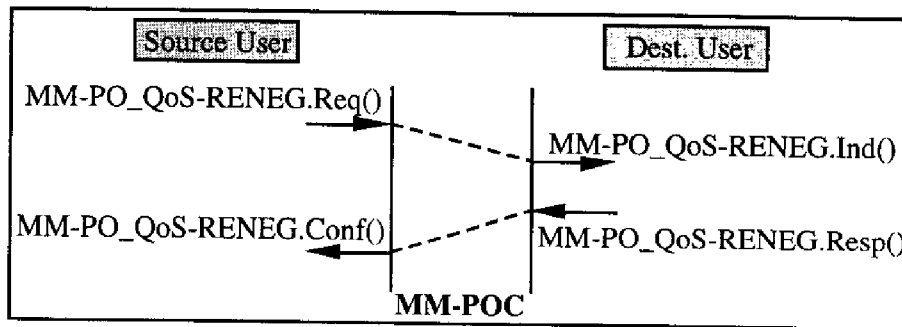 Source User
Dest. User
MM-PO_QoS-RENEG.Req()
MM-PO_QoS-RENEG.Ind()
MM-PO_QoS-RENEG.Conf()
MM-PO_QoS-RENEG.Resp()
MM-POC